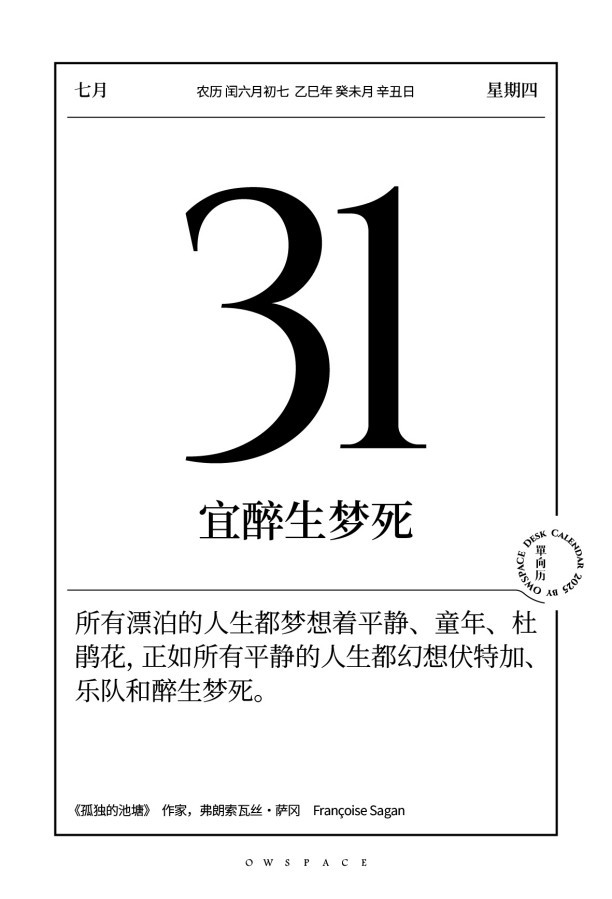 七月
农历 闰六月初七 乙巳年 癸未月 辛丑日
星期四
31
宜醉生梦死
單向历
OWSPACE DESK CALENDAR 2025 BY
所有漂泊的人生都梦想着平静、童年、杜
鹃花，正如所有平静的人生都幻想伏特加、
乐队和醉生梦死。
《孤独的池塘》 作家，弗朗索瓦丝·萨冈 Françoise Sagan
OWSPACE